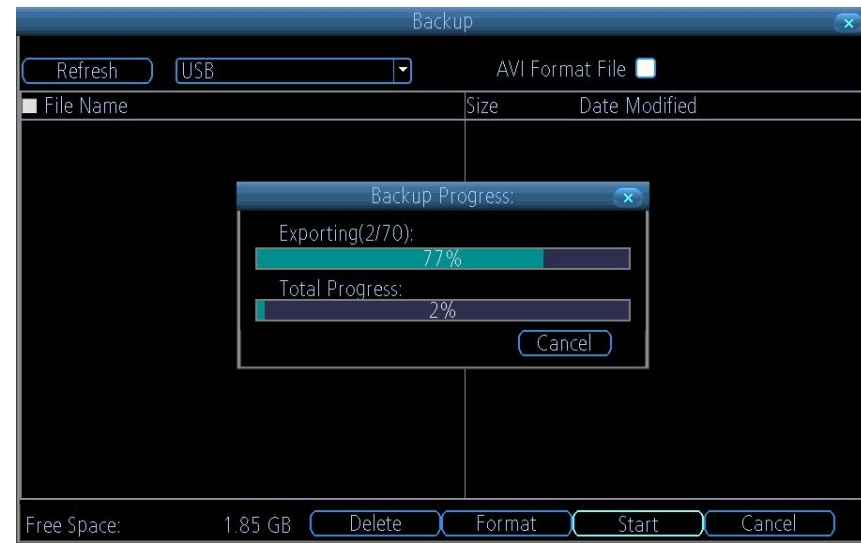 Backup
Refresh USB AVI Format File
File Name Size Date Modified
Backup Progress:
Exporting(2/70):
77%
Total Progress:
2%
Cancel
Free Space: 1.85 GB Delete Format Start Cancel